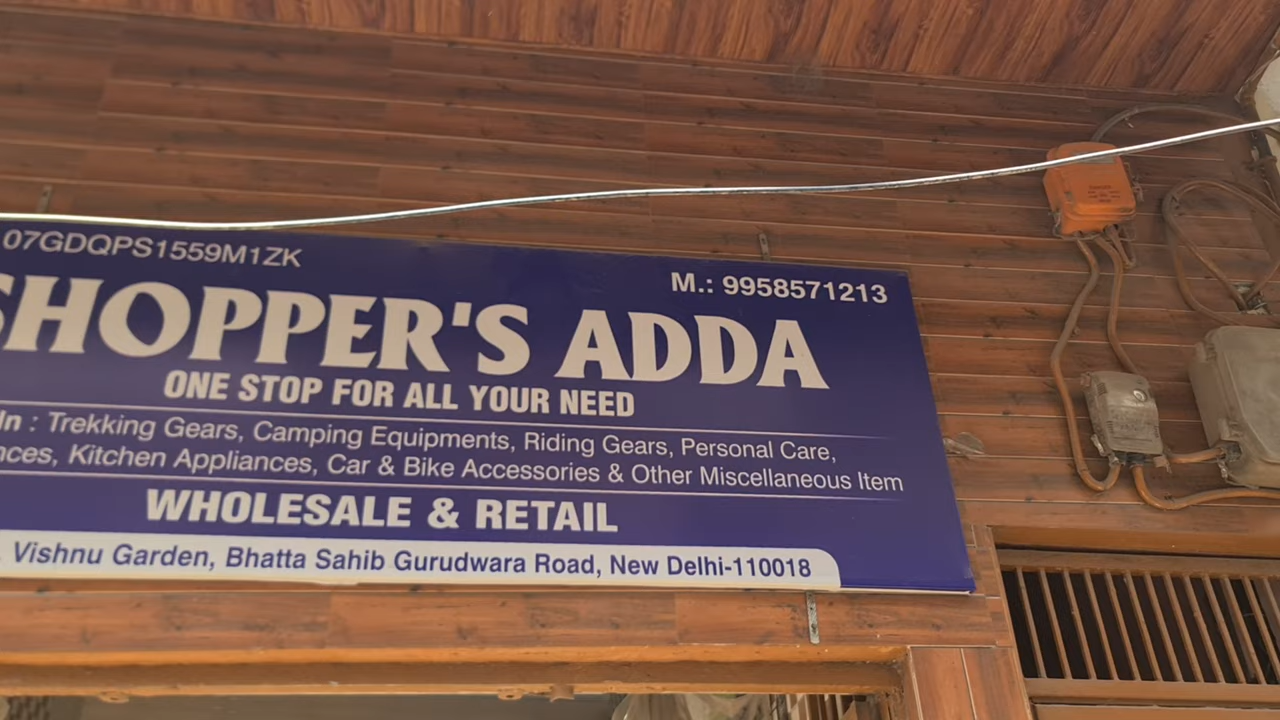 07GDQPS1559M1ZK
M.: 9958571213
SHOPPER'S ADDA
ONE STOP FOR ALL YOUR NEED
In : Trekking Gears, Camping Equipments, Riding Gears, Personal Care,
Kitchen Appliances, Car & Bike Accessories & Other Miscellaneous Item
WHOLESALE & RETAIL
Vishnu Garden, Bhatta Sahib Gurudwara Road, New Delhi-110018